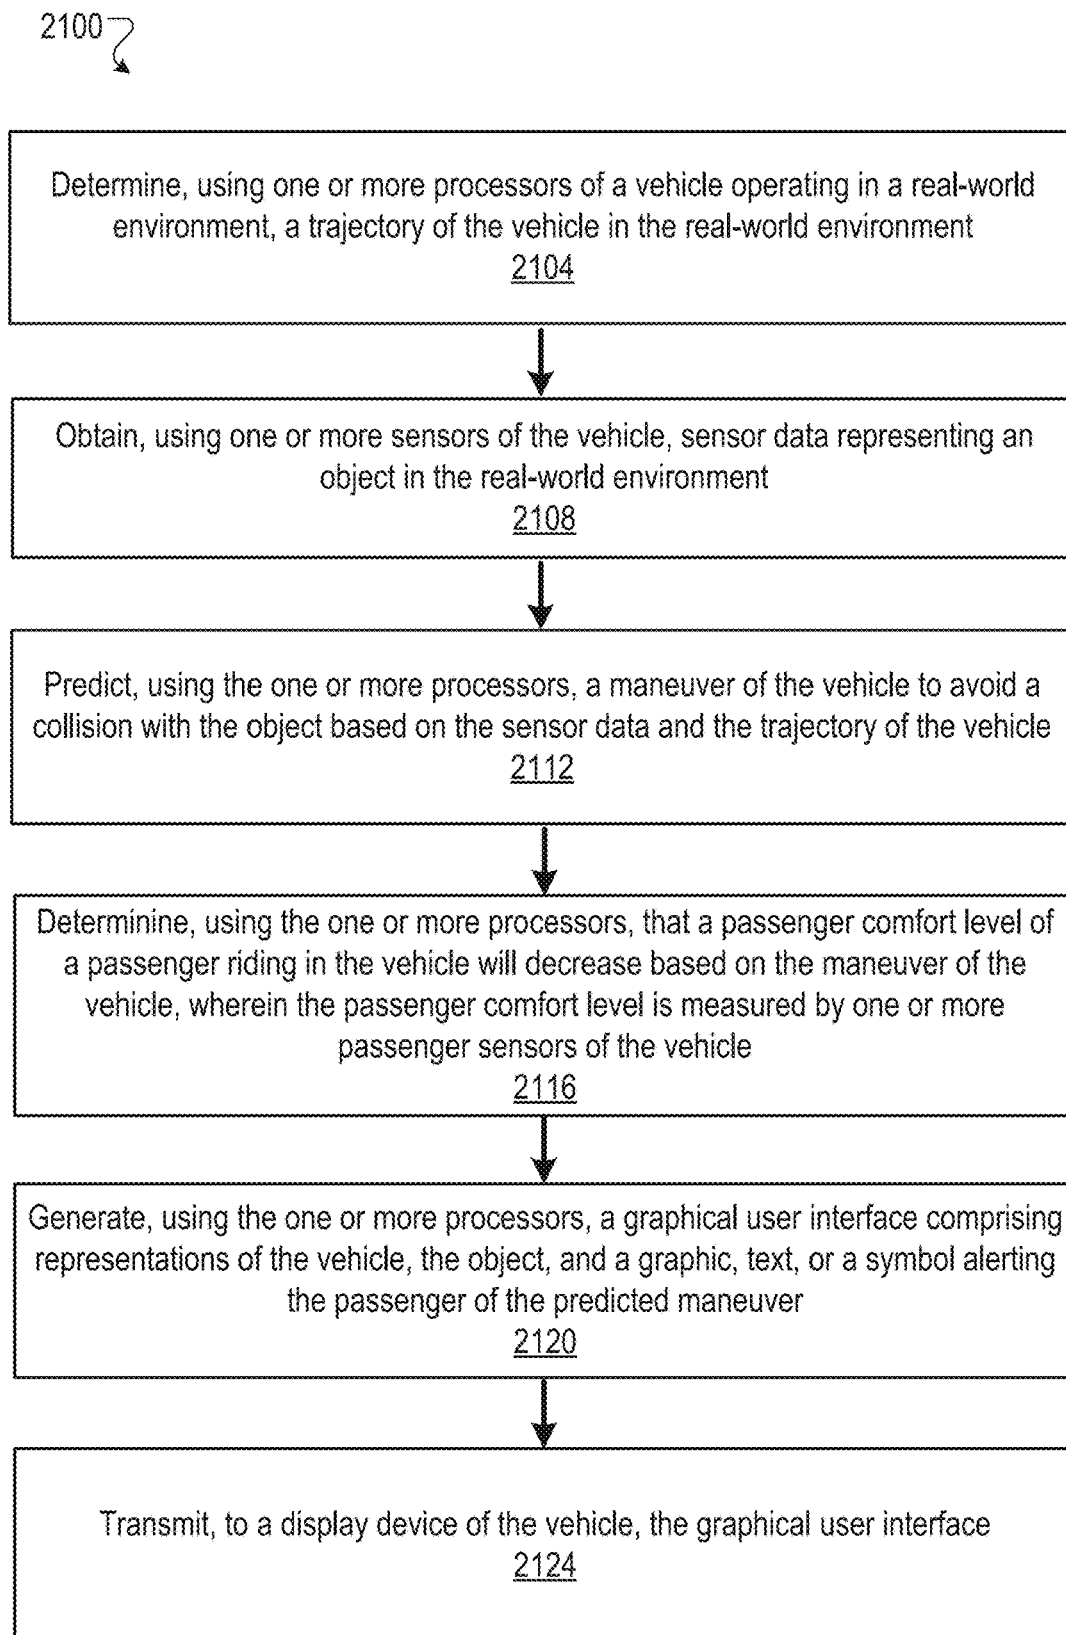 2100
Determine, using one or more processors of a vehicle operating in a real-world
environment, a trajectory of the vehicle in the real-world environment
2104
Obtain, using one or more sensors of the vehicle, sensor data representing an
object in the real-world environment
2108
Predict, using the one or more processors, a maneuver of the vehicle to avoid a
collision with the object based on the sensor data and the trajectory of the vehicle
2112
Determinine, using the one or more processors, that a passenger comfort level of
a passenger riding in the vehicle will decrease based on the maneuver of the
vehicle, wherein the passenger comfort level is measured by one or more
passenger sensors of the vehicle
2116
Generate, using the one or more processors, a graphical user interface comprising
representations of the vehicle, the object, and a graphic, text, or a symbol alerting
the passenger of the predicted maneuver
2120
Transmit, to a display device of the vehicle, the graphical user interface
2124